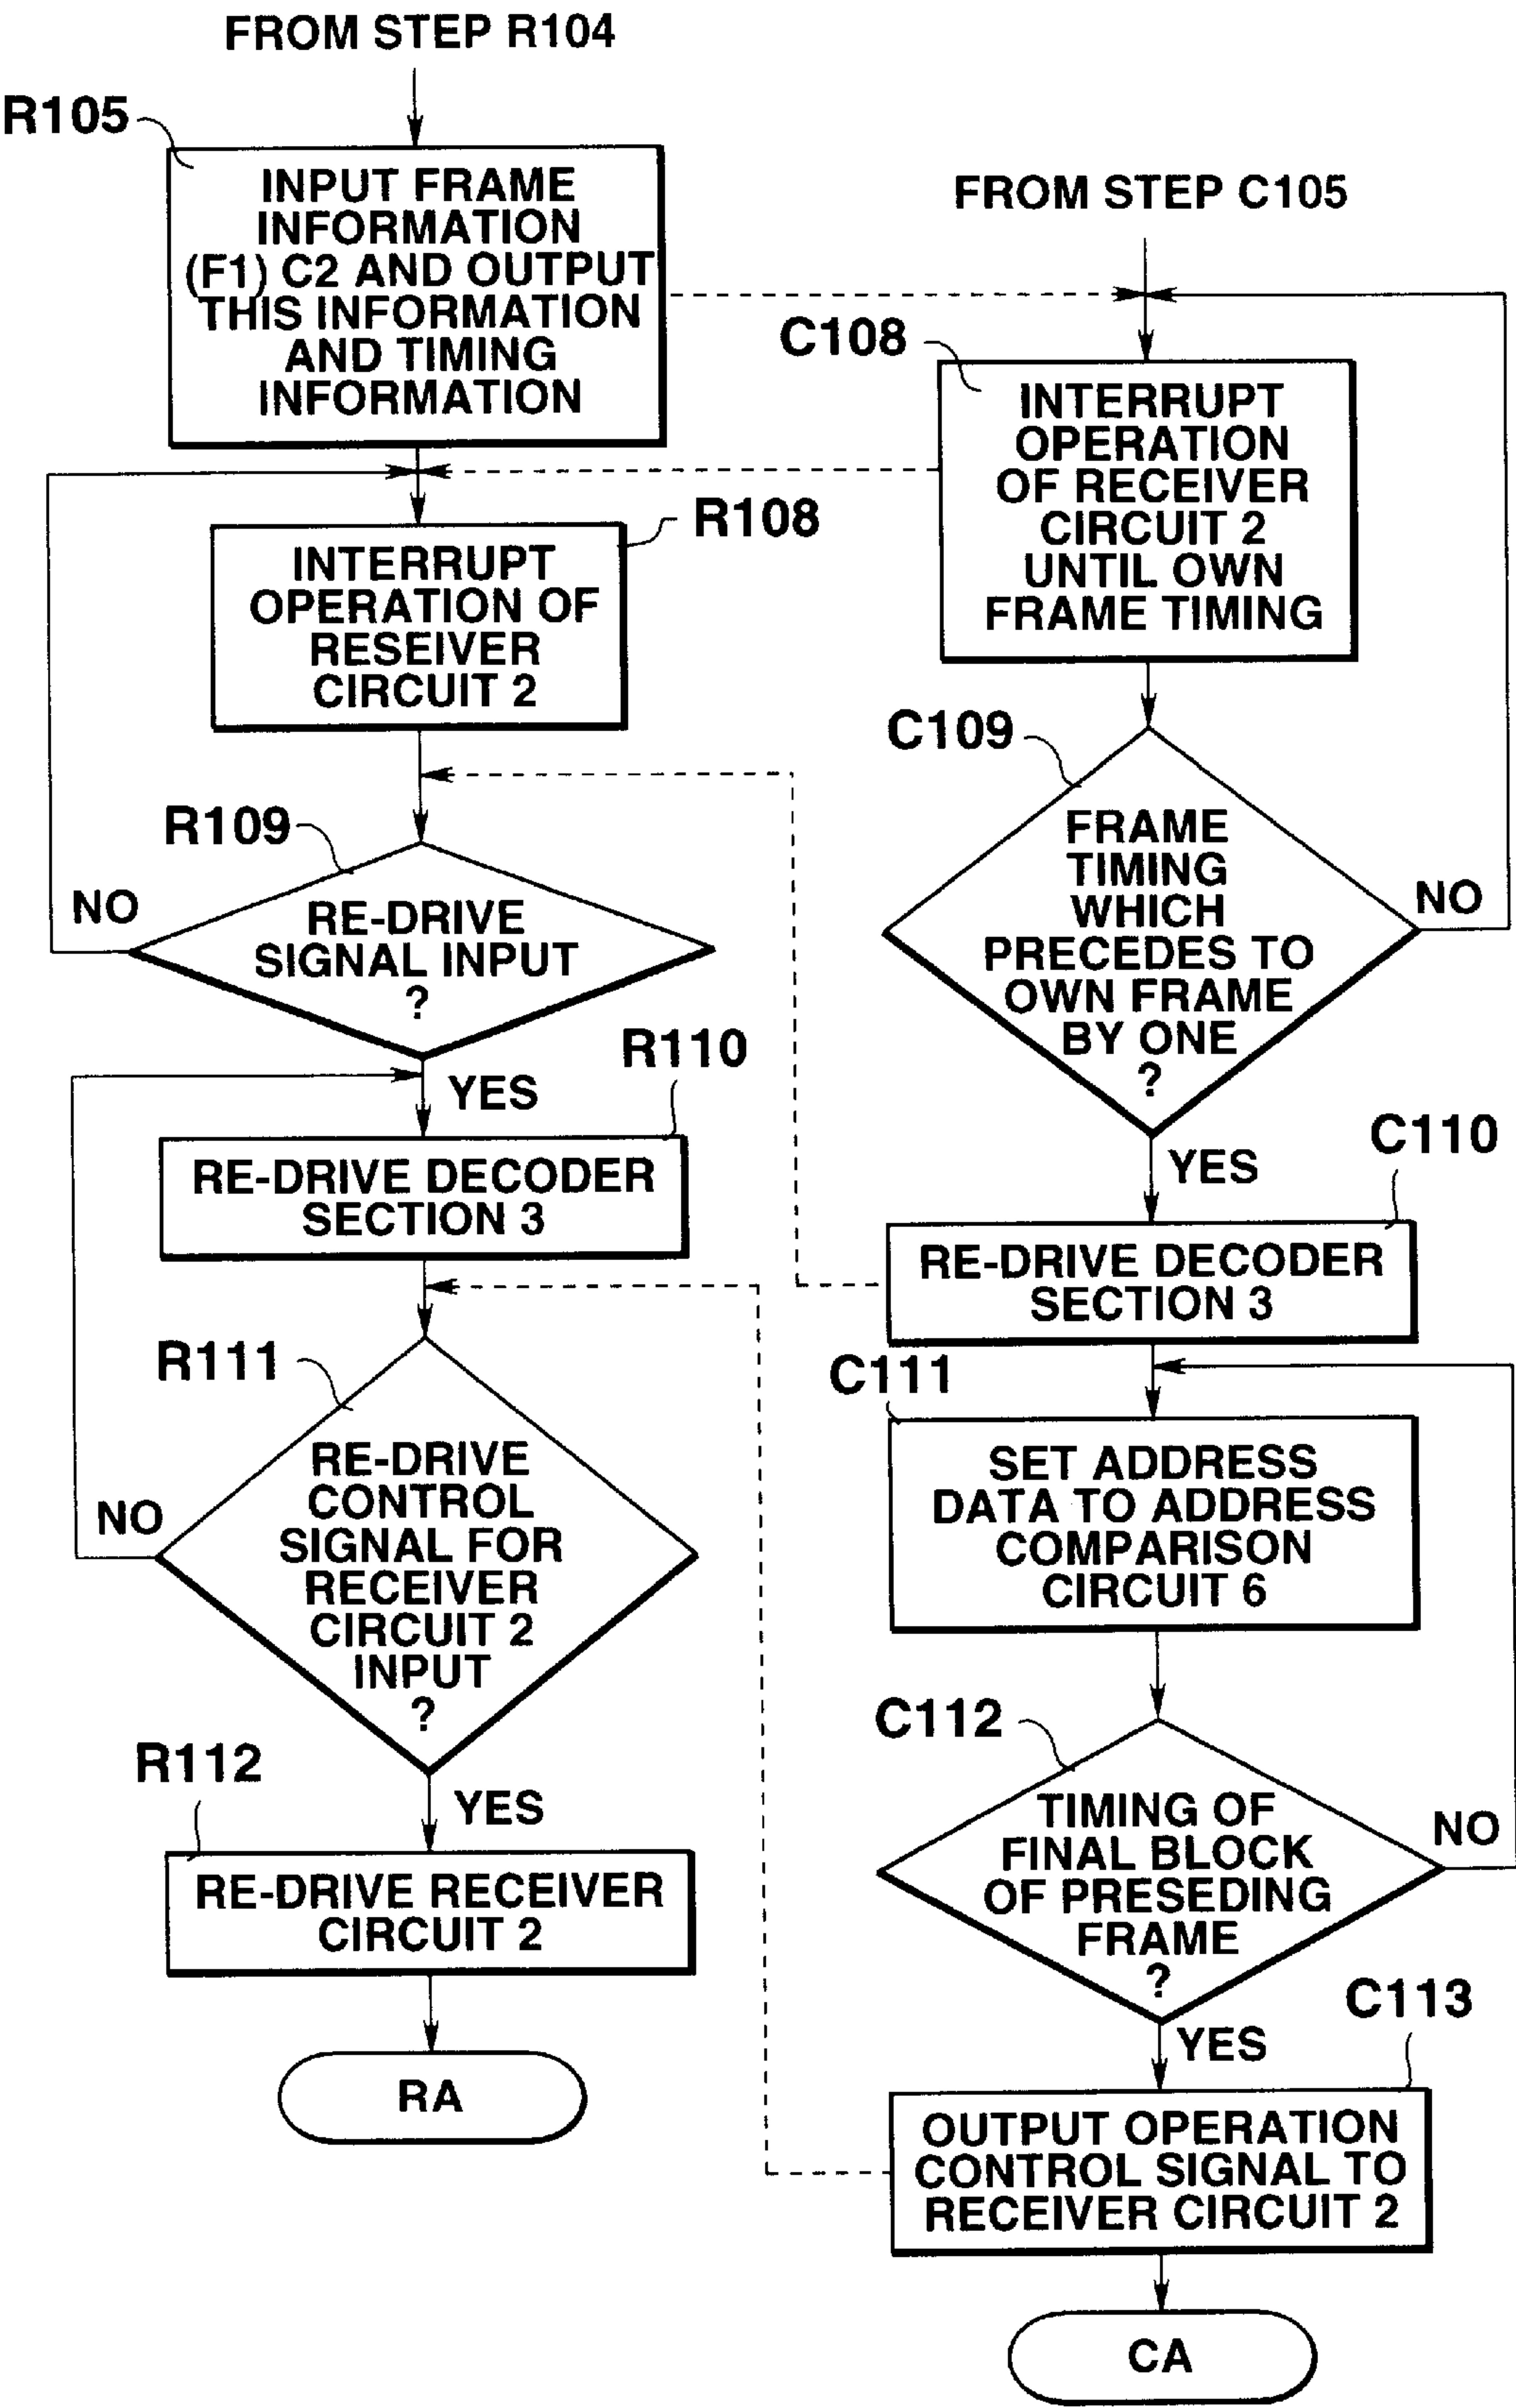 FROM STEP R104
R105
INPUT FRAME
INFORMATION
(F1) C2 AND OUTPUT
THIS INFORMATION
AND TIMING
INFORMATION
R108
INTERRUPT
OPERATION OF
RESEIVER
CIRCUIT 2
R109
RE-DRIVE
SIGNAL INPUT
?
NO
YES
R110
RE-DRIVE DECODER
SECTION 3
R111
RE-DRIVE
CONTROL
SIGNAL FOR
RECEIVER
CIRCUIT 2
INPUT
?
NO
YES
R112
RE-DRIVE RECEIVER
CIRCUIT 2
RA
FROM STEP C105
C108
INTERRUPT
OPERATION
OF RECEIVER
CIRCUIT 2
UNTIL OWN
FRAME TIMING
C109
FRAME
TIMING
WHICH
PRECEDES TO
OWN FRAME
BY ONE
?
NO
YES
C110
RE-DRIVE DECODER
SECTION 3
C111
SET ADDRESS
DATA TO ADDRESS
COMPARISON
CIRCUIT 6
C112
TIMING OF
FINAL BLOCK
OF PRESEDING
FRAME
?
NO
YES
C113
OUTPUT OPERATION
CONTROL SIGNAL TO
RECEIVER CIRCUIT 2
CA